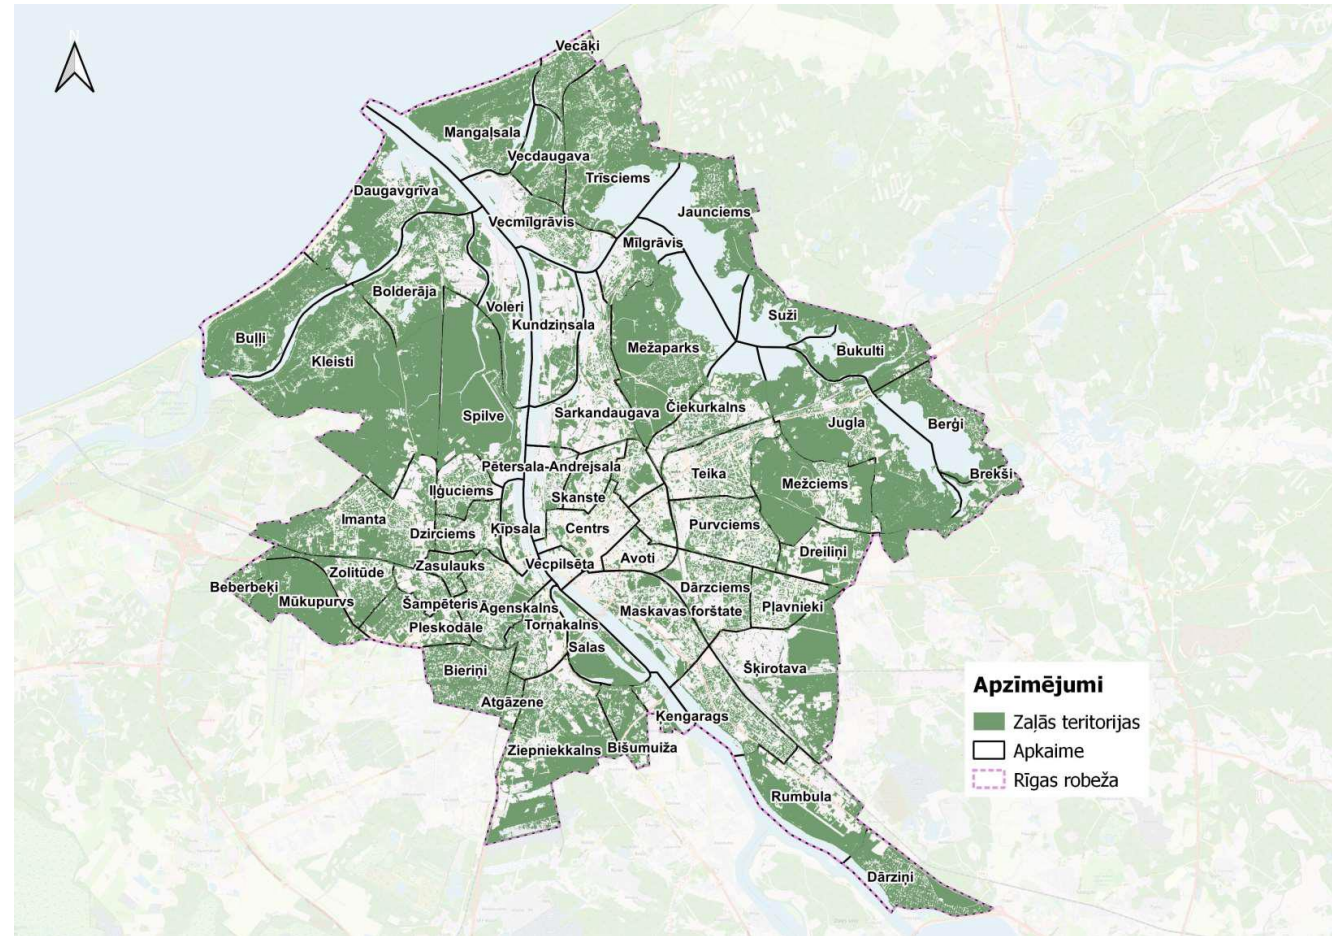 N
Vecāķi
Mangaļsala
Vecdaugava
Trīsciems
Daugavgrīva
Jaunciems
Vecmīlgrāvis
Mīlgrāvis
Bolderāja
Voleri
Suži
Kundziņsala
Buļļi
Mežaparks
Bukulti
Kleisti
Čiekurkalns
Spilve
Sarkandaugava
Jugla
Berģi
Pētersala-Andrejsala
Teika
Brekši
Iļģuciems
Skanste
Mežciems
Imanta
Ķīpsala
Centrs
Purvciems
Dzirciems
Dreiliņi
Avoti
Zasulauks
Vecpilsēta
Zolitūde
Beberbeķi
Dārzciems
Mūkupurvs
Šampēteris
Āgenskalns
Maskavas forštate
Pļavnieki
Pleskodāle
Torņakalns
Salas
Bieriņi
Šķirotava
Atgāzene
Ķengarags
Ziepniekkalns
Bišumuiža
Rumbula
Dārziņi
Apzīmējumi
Zaļās teritorijas
Apkaime
Rīgas robeža